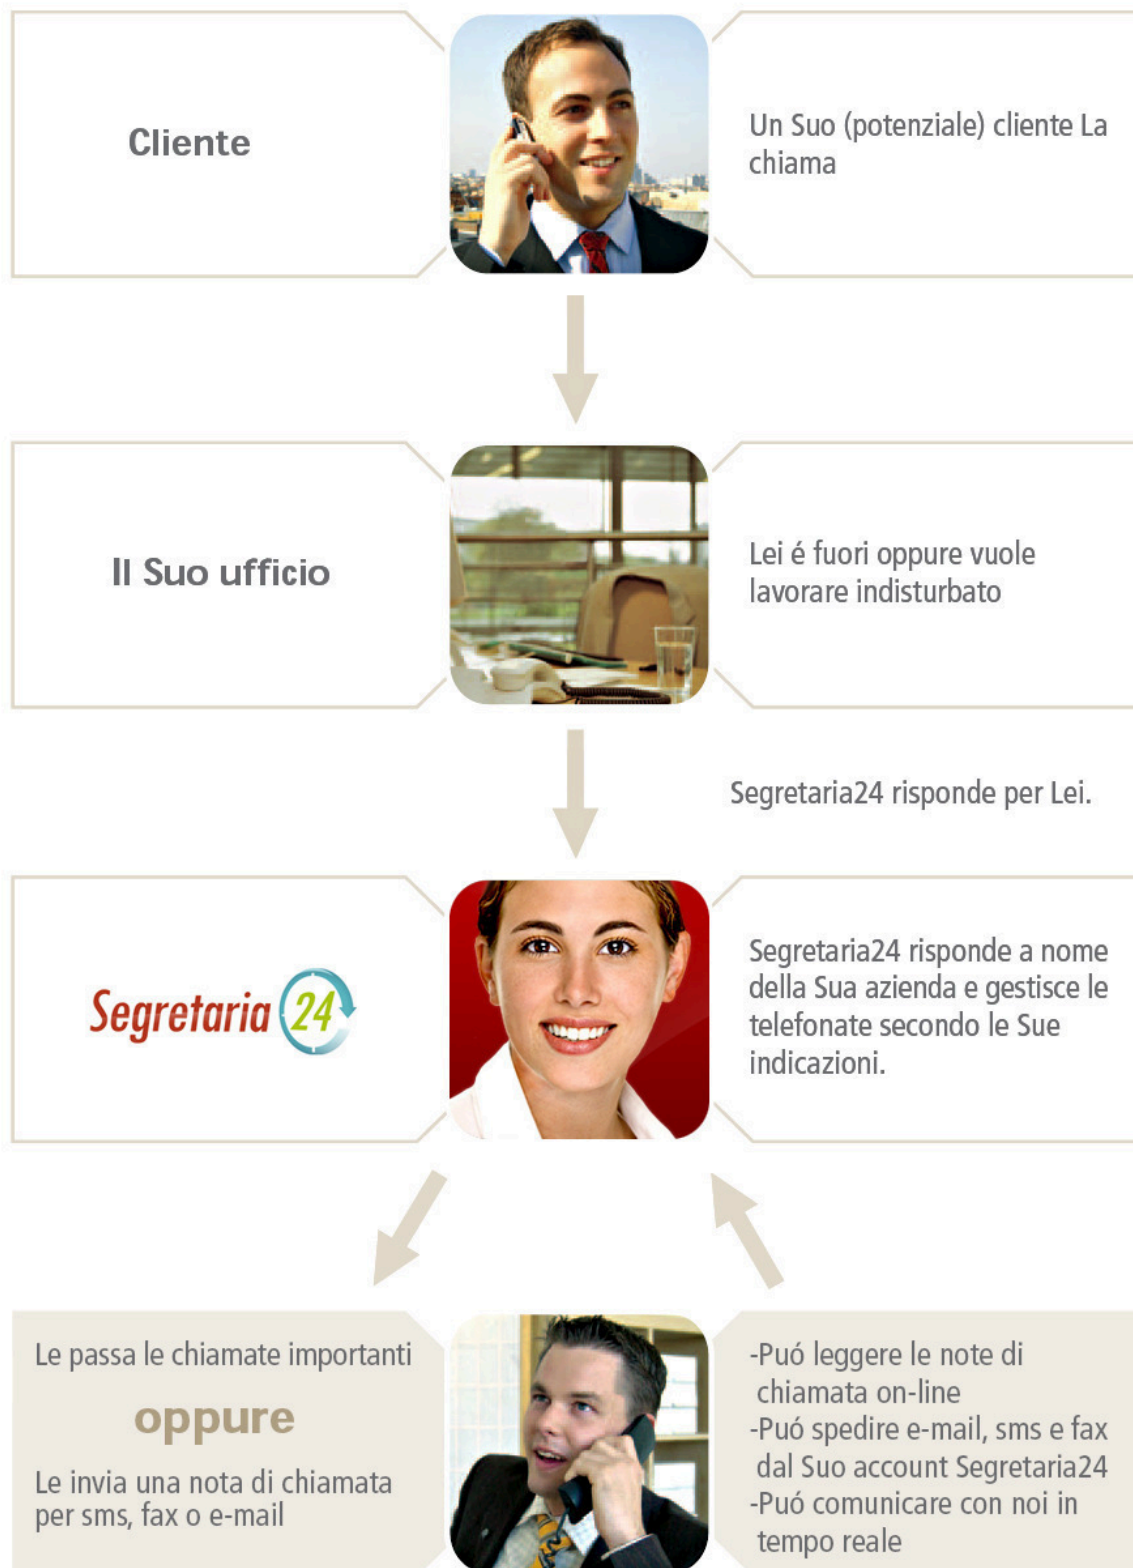 Cliente
Un Suo (potenziale) cliente La
chiama
Il Suo ufficio
Lei é fuori oppure vuole
lavorare indisturbato
Segretaria24 risponde per Lei.
Segretaria 24
Segretaria24 risponde a nome
della Sua azienda e gestisce le
telefonate secondo le Sue
indicazioni.
Le passa le chiamate importanti
oppure
Le invia una nota di chiamata
per sms, fax o e-mail
-Puó leggere le note di
chiamata on-line
-Puó spedire e-mail, sms e fax
dal Suo account Segretaria24
-Puó comunicare con noi in
tempo reale